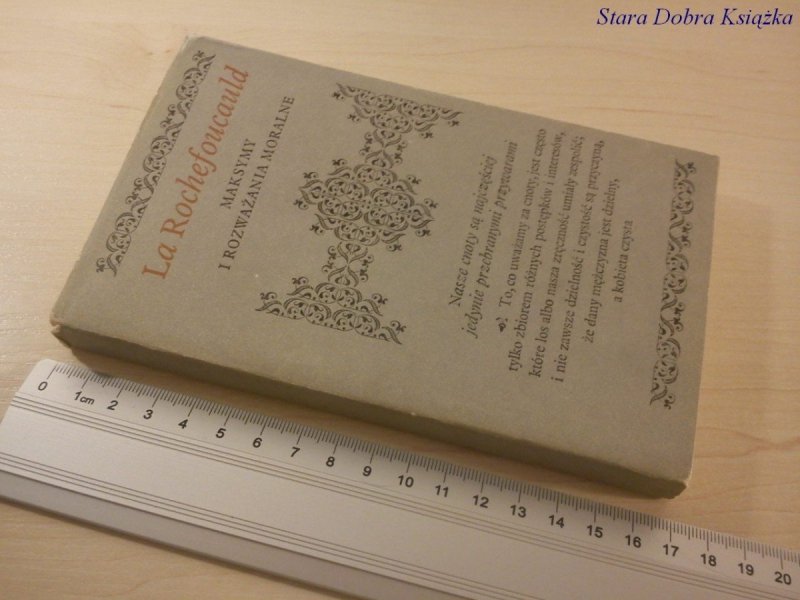 Stara Dobra Książka
La Rochefoucauld
MAKSYMY
I ROZWAŻANIA MORALNE
Nasze cnoty są najczęściej
jedynie przebranymi przywarami
To, co uważamy za cnoty, jest często
tylko zbiorem różnych postępków i interesów,
które los albo nasza zręczność umiały zespolić;
i nie zawsze dzielność i czystość są przyczyną,
że dany mężczyzna jest dzielny,
a kobieta czysta
0 1cm 2 3 4 5 6 7 8 9 10 11 12 13 14 15 16 17 18 19 20